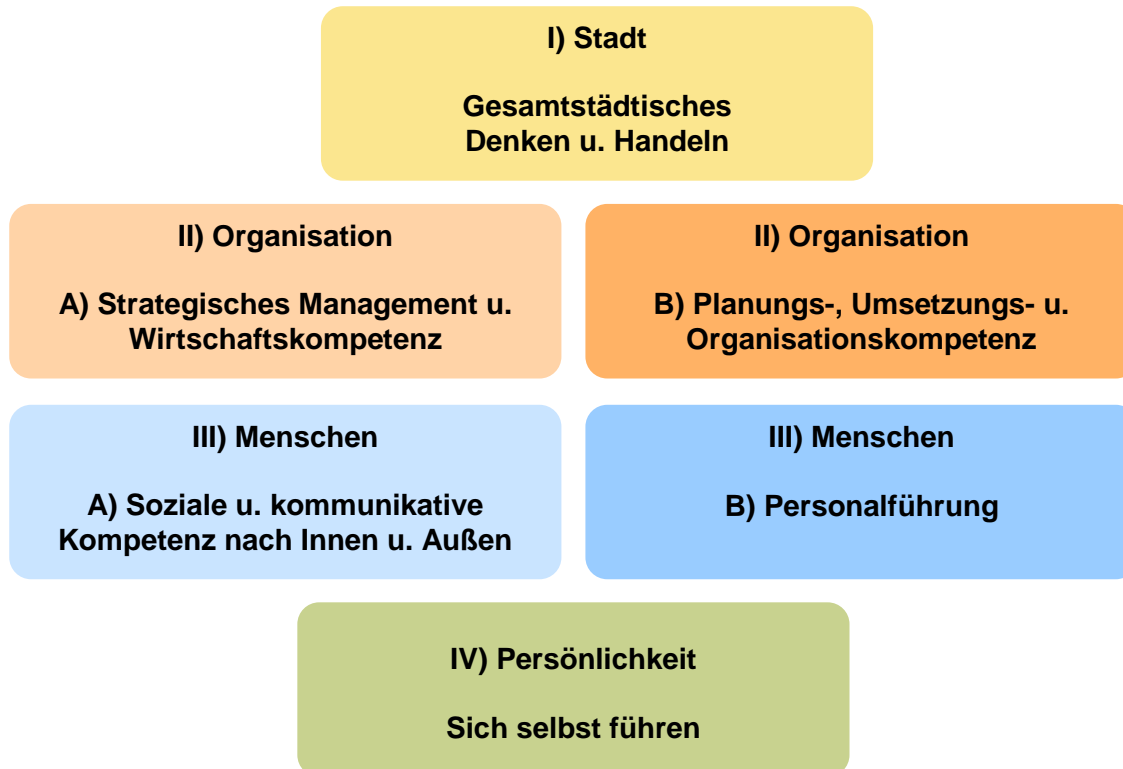 I) Stadt
Gesamtstädtisches
Denken u. Handeln
II) Organisation
A) Strategisches Management u.
Wirtschaftskompetenz
II) Organisation
B) Planungs-, Umsetzungs- u.
Organisationskompetenz
III) Menschen
A) Soziale u. kommunikative
Kompetenz nach Innen u. Außen
III) Menschen
B) Personalführung
IV) Persönlichkeit
Sich selbst führen